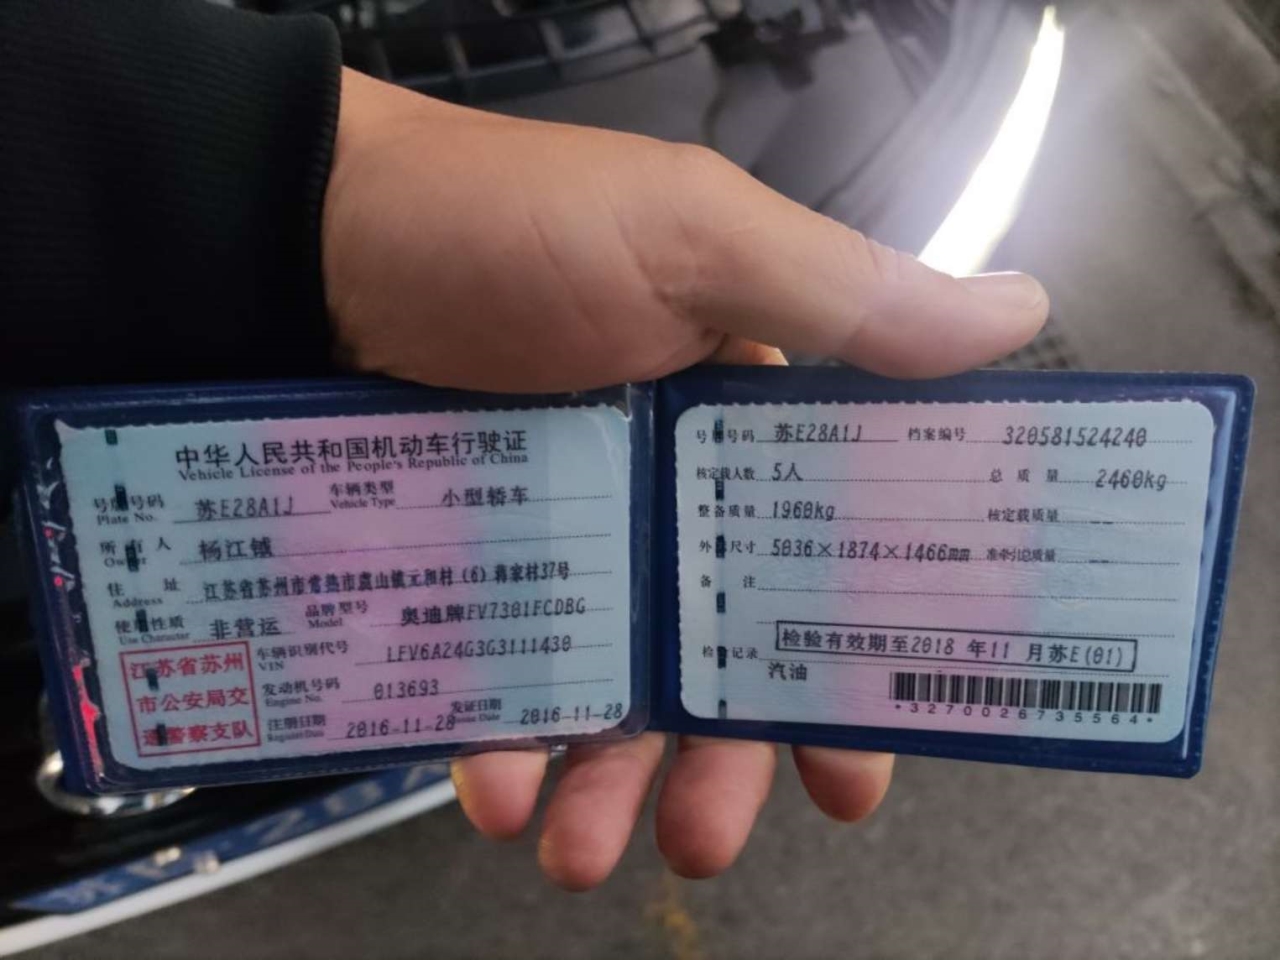 中华人民共和国机动车行驶证
Vehicle License of the People's Republic of China
号牌号码 苏E28A1J 车辆类型 小型轿车
Plate No. Vehicle Type
所有人 杨江钺
Owner
住址 江苏省苏州市常熟市虞山镇元和村(6)蒋家村37号
Address
使用性质 非营运 品牌型号 奥迪牌FV7301FCDBG
Use Character Model
车辆识别代号 LFV6A24G3G3111430
VIN
发动机号码 013693
Engine No.
注册日期 2016-11-28 发证日期 2016-11-28
Register Date Issue Date
江苏省苏州
市公安局交
通警察支队
号牌号码 苏E28A1J 档案编号 320581524240
核定载人数 5人 总质量 2460kg
整备质量 1960kg 核定载质量 --
外廓尺寸 5036×1874×1466mm 准牵引总质量 --
备注
检验记录 检验有效期至2018年11月苏E(01)
汽油
*3270026735564*